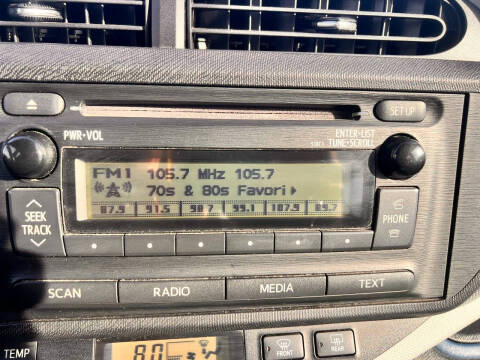 SET UP
PWR•VOL
ENTER•LIST
TUNE•SCROLL
FM1 105.7 MHz 105.7
70s & 80s Favori
87.9 91.5 98.7 99.1 107.9 89.7
SEEK
TRACK
PHONE
SCAN RADIO MEDIA TEXT
TEMP
80
FRONT
REAR